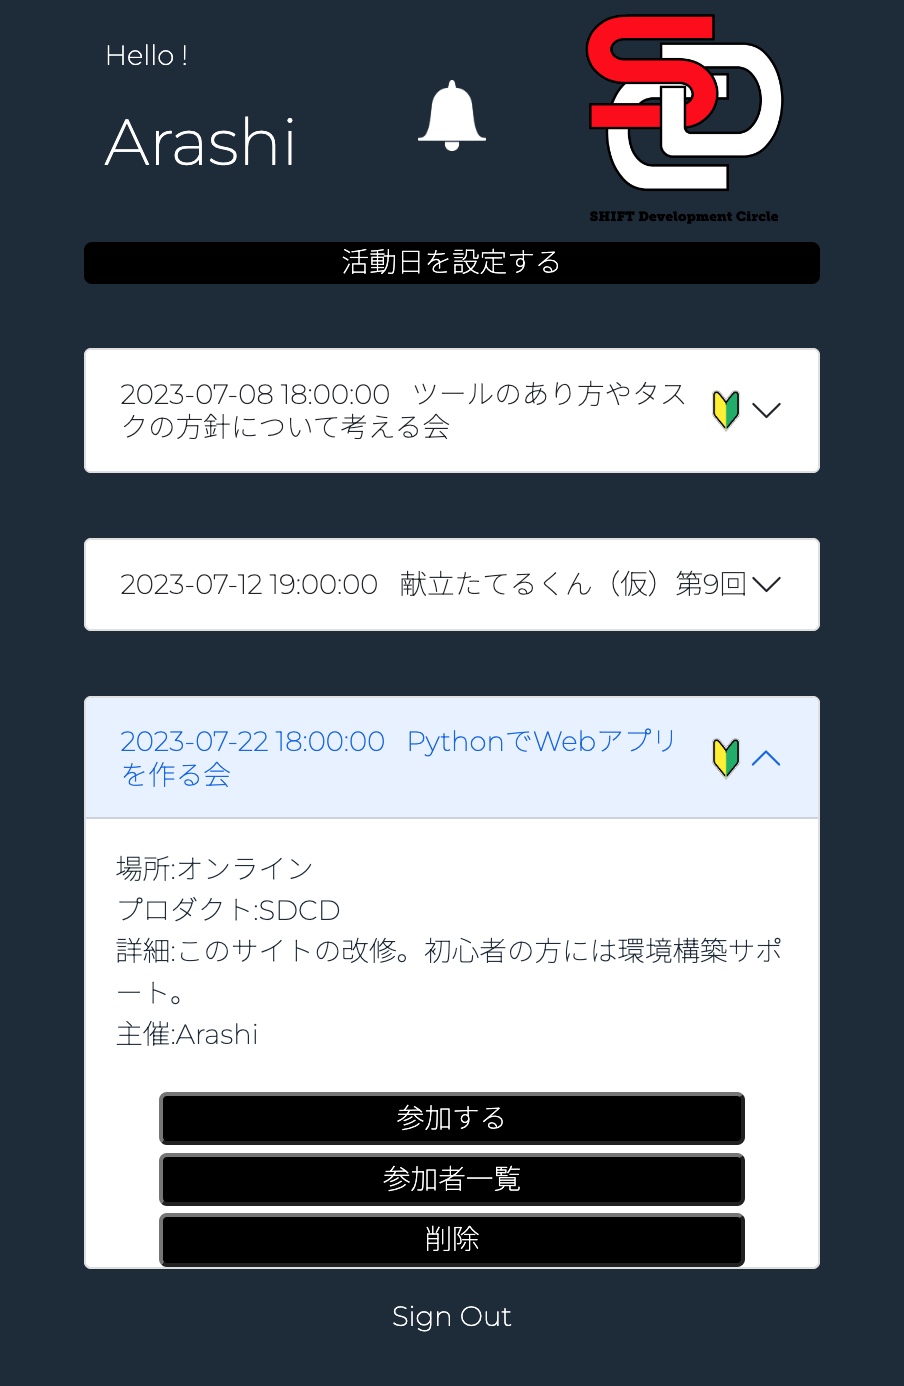 Hello !
Arashi
SDC
SHIFT Development Circle
活動日を設定する
2023-07-08 18:00:00 ツールのあり方やタス
クの方針について考える会
2023-07-12 19:00:00 献立たてるくん（仮）第9回
2023-07-22 18:00:00 PythonでWebアプリ
を作る会
場所:オンライン
プロダクト:SDCD
詳細:このサイトの改修。初心者の方には環境構築サポ
ート。
主催:Arashi
参加する
参加者一覧
削除
Sign Out